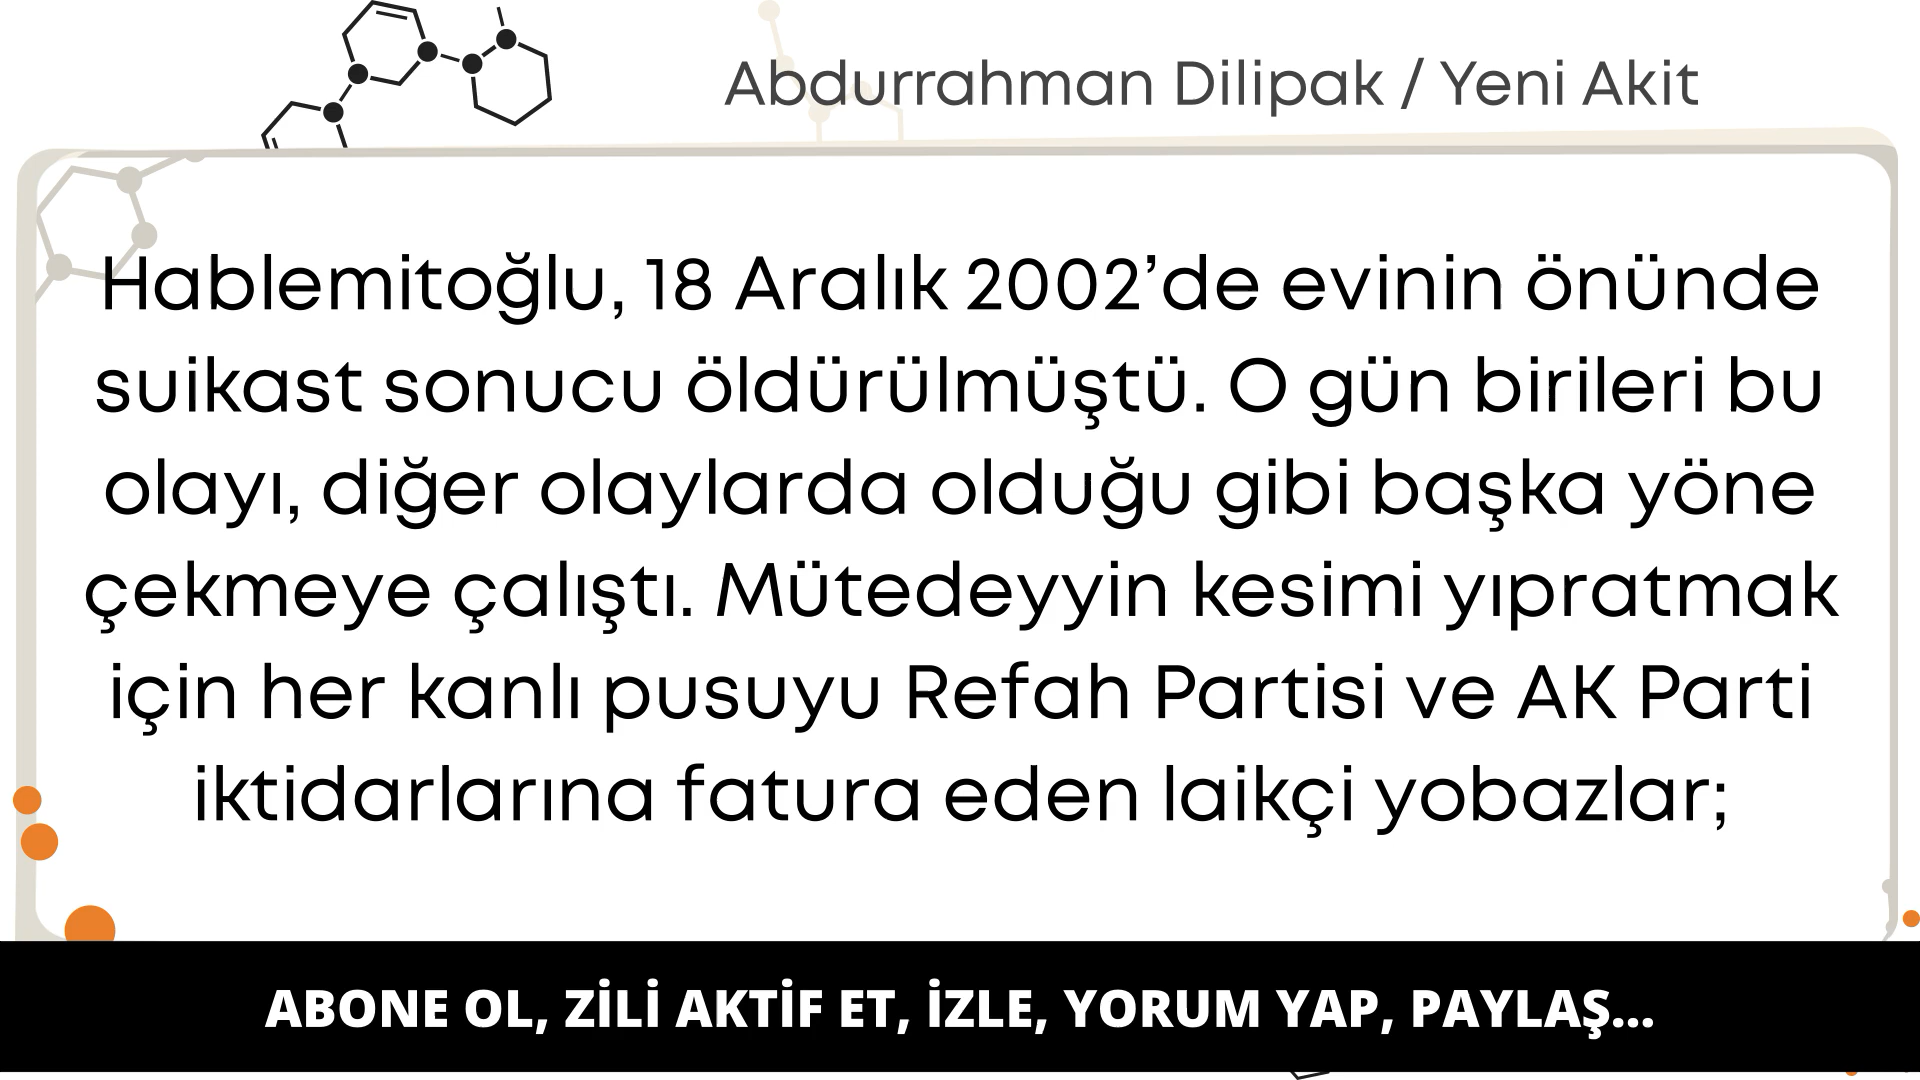 Abdurrahman Dilipak / Yeni Akit
Hablemitoğlu, 18 Aralık 2002’de evinin önünde
suikast sonucu öldürülmüştü. O gün birileri bu
olayı, diğer olaylarda olduğu gibi başka yöne
çekmeye çalıştı. Mütedeyyin kesimi yıpratmak
için her kanlı pusuyu Refah Partisi ve AK Parti
iktidarlarına fatura eden laikçi yobazlar;
ABONE OL, ZİLİ AKTİF ET, İZLE, YORUM YAP, PAYLAŞ...